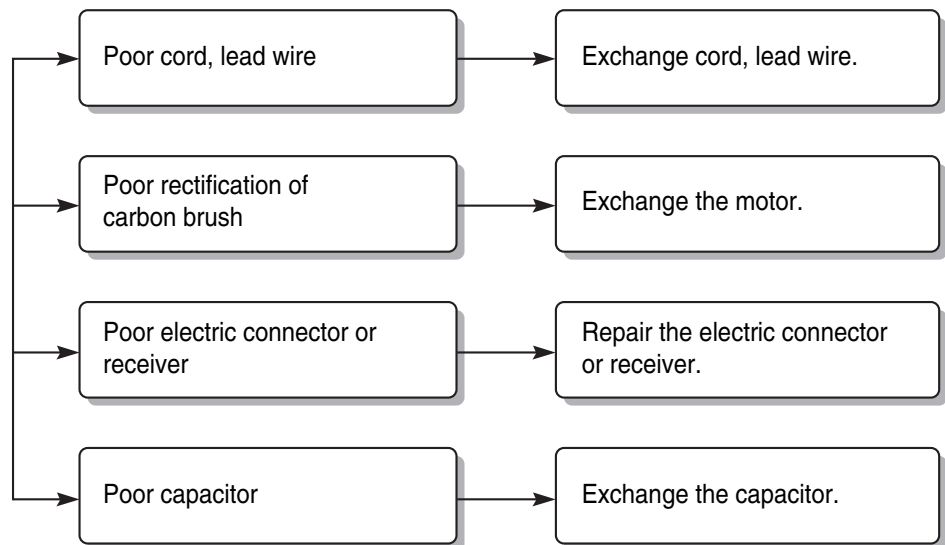 Poor cord, lead wire
Exchange cord, lead wire.
Poor rectification of
carbon brush
Exchange the motor.
Poor electric connector or
receiver
Repair the electric connector
or receiver.
Poor capacitor
Exchange the capacitor.